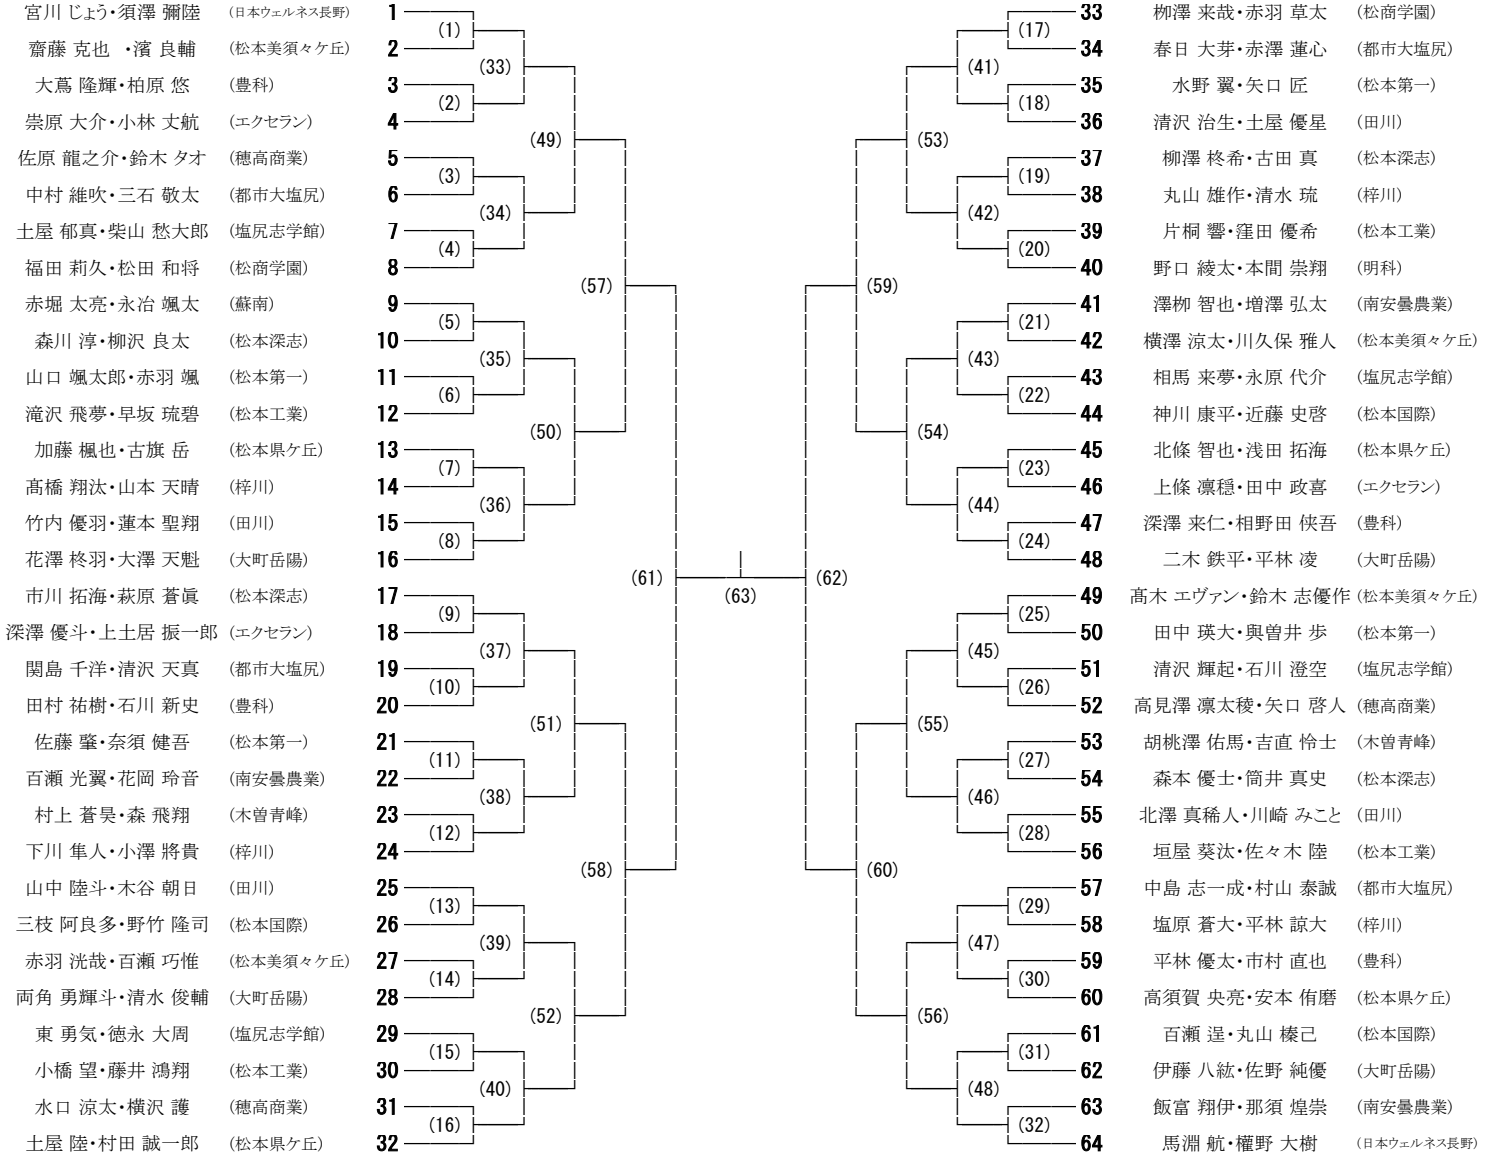 宮川 じょう・須澤 彌陸 (日本ウェルネス長野) 1
齋藤 克也 ・濱 良輔 (松本美須々ケ丘) 2
大蔦 隆輝・柏原 悠 (豊科) 3
崇原 大介・小林 丈航 (エクセラン) 4
佐原 龍之介・鈴木 タオ (穂高商業) 5
中村 維吹・三石 敬太 (都市大塩尻) 6
土屋 郁真・柴山 愁大郎 (塩尻志学館) 7
福田 莉久・松田 和将 (松商学園) 8
赤堀 太亮・永冶 颯太 (蘇南) 9
森川 淳・柳沢 良太 (松本深志) 10
山口 颯太郎・赤羽 颯 (松本第一) 11
滝沢 飛夢・早坂 琉碧 (松本工業) 12
加藤 楓也・古旗 岳 (松本県ケ丘) 13
髙橋 翔汰・山本 天晴 (梓川) 14
竹内 優羽・蓮本 聖翔 (田川) 15
花澤 柊羽・大澤 天魁 (大町岳陽) 16
市川 拓海・萩原 蒼眞 (松本深志) 17
深澤 優斗・上土居 振一郎 (エクセラン) 18
関島 千洋・清沢 天真 (都市大塩尻) 19
田村 祐樹・石川 新史 (豊科) 20
佐藤 肇・奈須 健吾 (松本第一) 21
百瀬 光翼・花岡 玲音 (南安曇農業) 22
村上 蒼昊・森 飛翔 (木曽青峰) 23
下川 隼人・小澤 將貴 (梓川) 24
山中 陸斗・木谷 朝日 (田川) 25
三枝 阿良多・野竹 隆司 (松本国際) 26
赤羽 洸哉・百瀬 巧惟 (松本美須々ケ丘) 27
両角 勇輝斗・清水 俊輔 (大町岳陽) 28
東 勇気・徳永 大周 (塩尻志学館) 29
小橋 望・藤井 鴻翔 (松本工業) 30
水口 涼太・横沢 護 (穂高商業) 31
土屋 陸・村田 誠一郎 (松本県ケ丘) 32
(1)
(2)
(3)
(4)
(5)
(6)
(7)
(8)
(9)
(10)
(11)
(12)
(13)
(14)
(15)
(16)
(33)
(34)
(35)
(36)
(37)
(38)
(39)
(40)
(49)
(50)
(51)
(52)
(57)
(58)
(61)
(63)
(62)
(59)
(60)
(53)
(54)
(55)
(56)
(41)
(42)
(43)
(44)
(45)
(46)
(47)
(48)
(17)
(18)
(19)
(20)
(21)
(22)
(23)
(24)
(25)
(26)
(27)
(28)
(29)
(30)
(31)
(32)
33 栁澤 来哉・赤羽 草太 (松商学園)
34 春日 大芽・赤澤 蓮心 (都市大塩尻)
35 水野 翼・矢口 匠 (松本第一)
36 清沢 治生・土屋 優星 (田川)
37 柳澤 柊希・古田 真 (松本深志)
38 丸山 雄作・清水 琉 (梓川)
39 片桐 響・窪田 優希 (松本工業)
40 野口 綾太・本間 崇翔 (明科)
41 澤栁 智也・増澤 弘太 (南安曇農業)
42 横澤 涼太・川久保 雅人 (松本美須々ケ丘)
43 相馬 来夢・永原 代介 (塩尻志学館)
44 神川 康平・近藤 史啓 (松本国際)
45 北條 智也・浅田 拓海 (松本県ケ丘)
46 上條 凛穏・田中 政喜 (エクセラン)
47 深澤 来仁・相野田 侠吾 (豊科)
48 二木 鉄平・平林 凌 (大町岳陽)
49 髙木 エヴァン・鈴木 志優作 (松本美須々ケ丘)
50 田中 瑛大・與曽井 歩 (松本第一)
51 清沢 輝起・石川 澄空 (塩尻志学館)
52 高見澤 凛太稜・矢口 啓人 (穂高商業)
53 胡桃澤 佑馬・吉直 怜士 (木曽青峰)
54 森本 優士・筒井 真史 (松本深志)
55 北澤 真稀人・川崎 みこと (田川)
56 垣屋 葵汰・佐々木 陸 (松本工業)
57 中島 志一成・村山 泰誠 (都市大塩尻)
58 塩原 蒼大・平林 諒大 (梓川)
59 平林 優太・市村 直也 (豊科)
60 高須賀 央亮・安本 侑磨 (松本県ケ丘)
61 百瀬 逞・丸山 榛己 (松本国際)
62 伊藤 八紘・佐野 純優 (大町岳陽)
63 飯富 翔伊・那須 煌崇 (南安曇農業)
64 馬淵 航・權野 大樹 (日本ウェルネス長野)